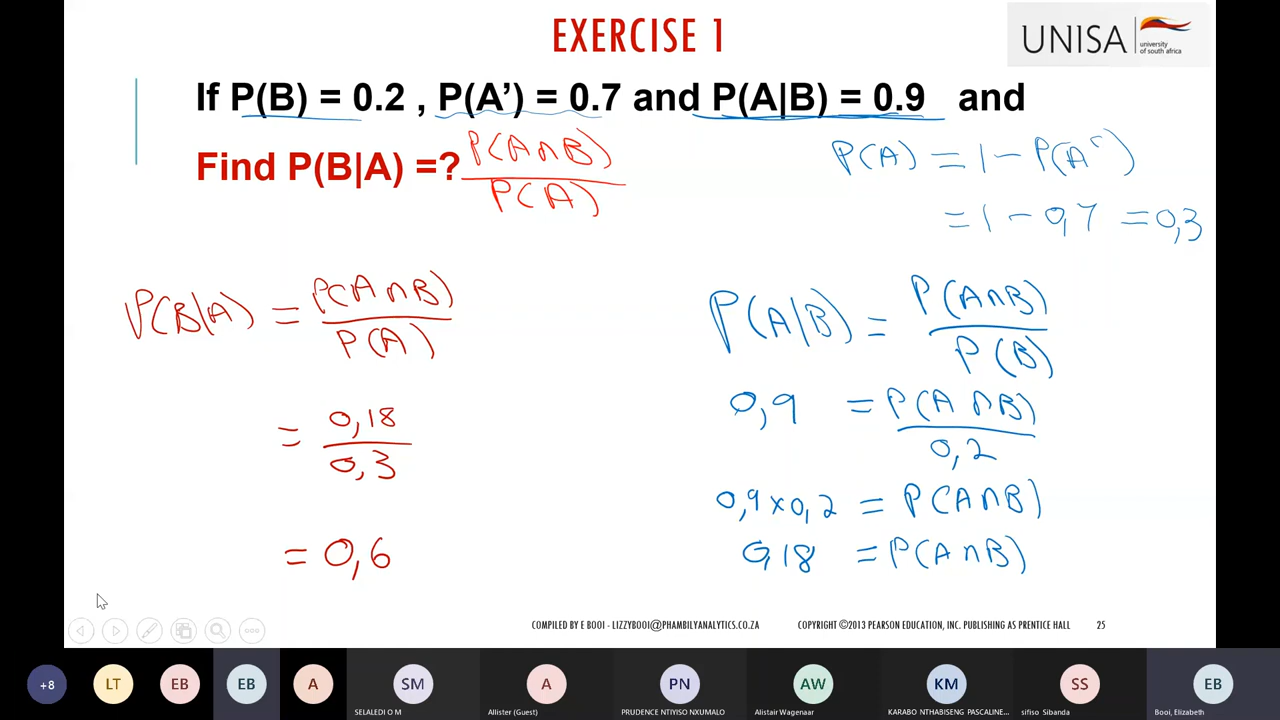 EXERCISE 1
UNISA
university
of south africa
If P(B) = 0.2 , P(A’) = 0.7 and P(A|B) = 0.9 and
Find P(B|A) =?
P(A∩B)
P(A)
P(A) = 1 - P(A')
= 1 - 0,7 = 0,3
P(B|A) = P(A∩B)
P(A)
= 0,18
0,3
= 0,6
P(A|B) = P(A∩B)
P(B)
0,9 = P(A∩B)
0,2
0,9 x 0,2 = P(A∩B)
0,18 = P(A∩B)
COMPILED BY E BOOI - LIZZYBOOI@PHAMBILYANALYTICS.CO.ZA
COPYRIGHT ©2013 PEARSON EDUCATION, INC. PUBLISHING AS PRENTICE HALL
25
+8
LT
EB
EB
A
SM
A
PN
AW
KM
SS
EB
SELALEDI O M
Allister (Guest)
PRUDENCE NTIYISO NXUMALO
Alistair Wagenaar
KARABO NTHABISENG PASCALINE...
sifiso Sibanda
Booi, Elizabeth